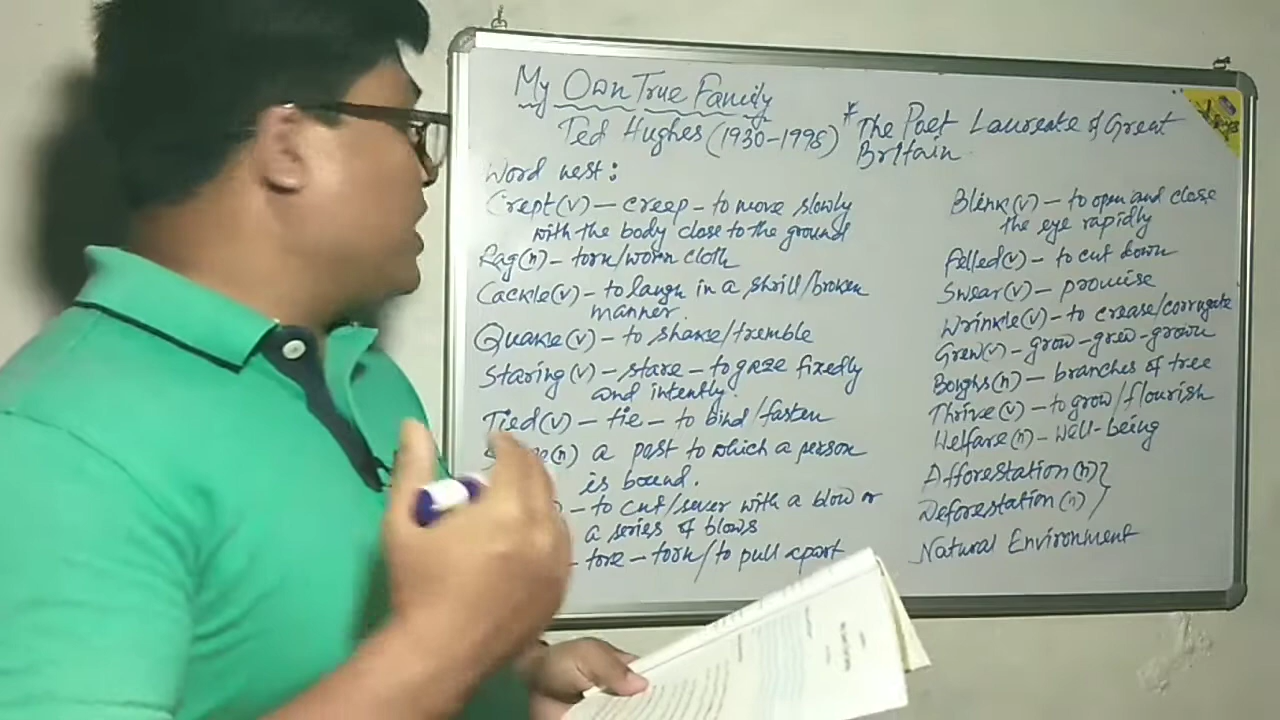 My Own True Family
Ted Hughes (1930-1998)
* The Poet Laureate of Great
Britain
Word nest:
Crept(v) — creep - to move slowly
with the body close to the ground
Rag(n) - torn/worn cloth
Cackle(v) - to laugh in a shrill/broken
manner.
Quake(v) - to shake/tremble
Staring(v) - stare - to gaze fixedly
and intently.
Tied(v) - tie - to bind/fasten
a post to which a person
is bound.
- to cut/sever with a blow or
a series of blows
- tore - torn/to pull apart
Blink(v) - to open and close
the eye rapidly
Felled(v) - to cut down
Swear(v) - promise
Wrinkle(v) - to crease/corrugate
Grew(v) - grow-grew-grown
Boughs(n) - branches of tree
Thrive(v) - to grow/flourish
Welfare(n) - Well-being
Afforestation(n)}
Deforestation(n)
Natural Environment